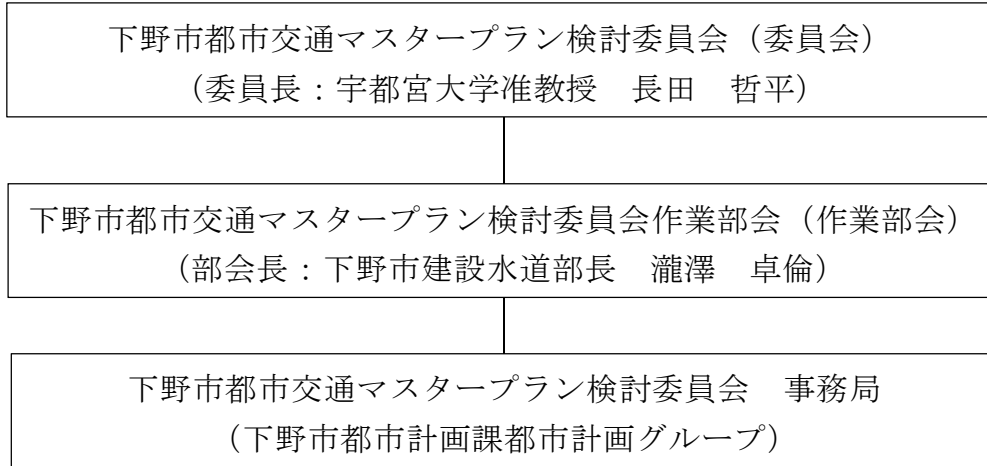 下野市都市交通マスタープラン検討委員会（委員会）
（委員長：宇都宮大学准教授　長田　哲平）
下野市都市交通マスタープラン検討委員会作業部会（作業部会）
（部会長：下野市建設水道部長　瀧澤　卓倫）
下野市都市交通マスタープラン検討委員会　事務局
（下野市都市計画課都市計画グループ）